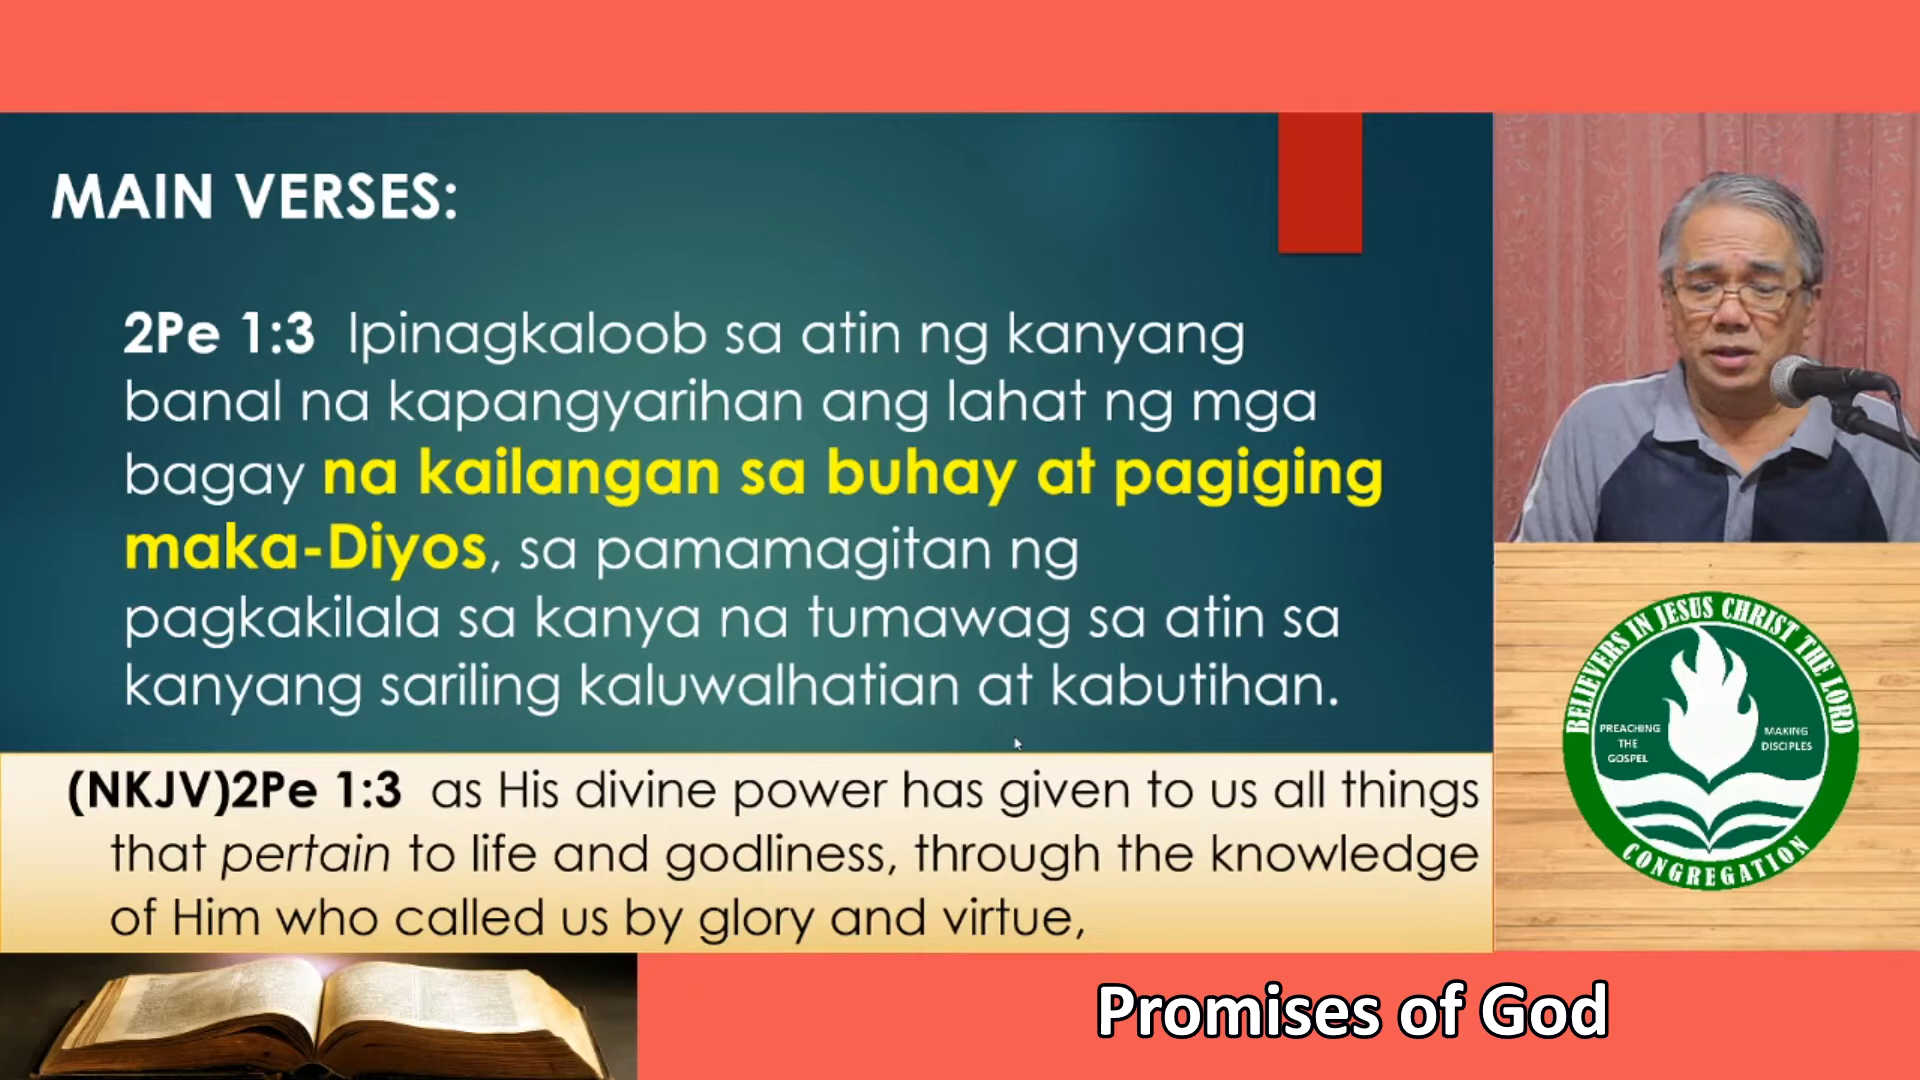 MAIN VERSES:
2Pe 1:3 Ipinagkaloob sa atin ng kanyang
banal na kapangyarihan ang lahat ng mga
bagay na kailangan sa buhay at pagiging
maka-Diyos, sa pamamagitan ng
pagkakilala sa kanya na tumawag sa atin sa
kanyang sariling kaluwalhatian at kabutihan.
(NKJV)2Pe 1:3 as His divine power has given to us all things
that pertain to life and godliness, through the knowledge
of Him who called us by glory and virtue,
BELIEVERS IN JESUS CHRIST THE LORD
PREACHING
THE
GOSPEL
MAKING
DISCIPLES
CONGREGATION
Promises of God